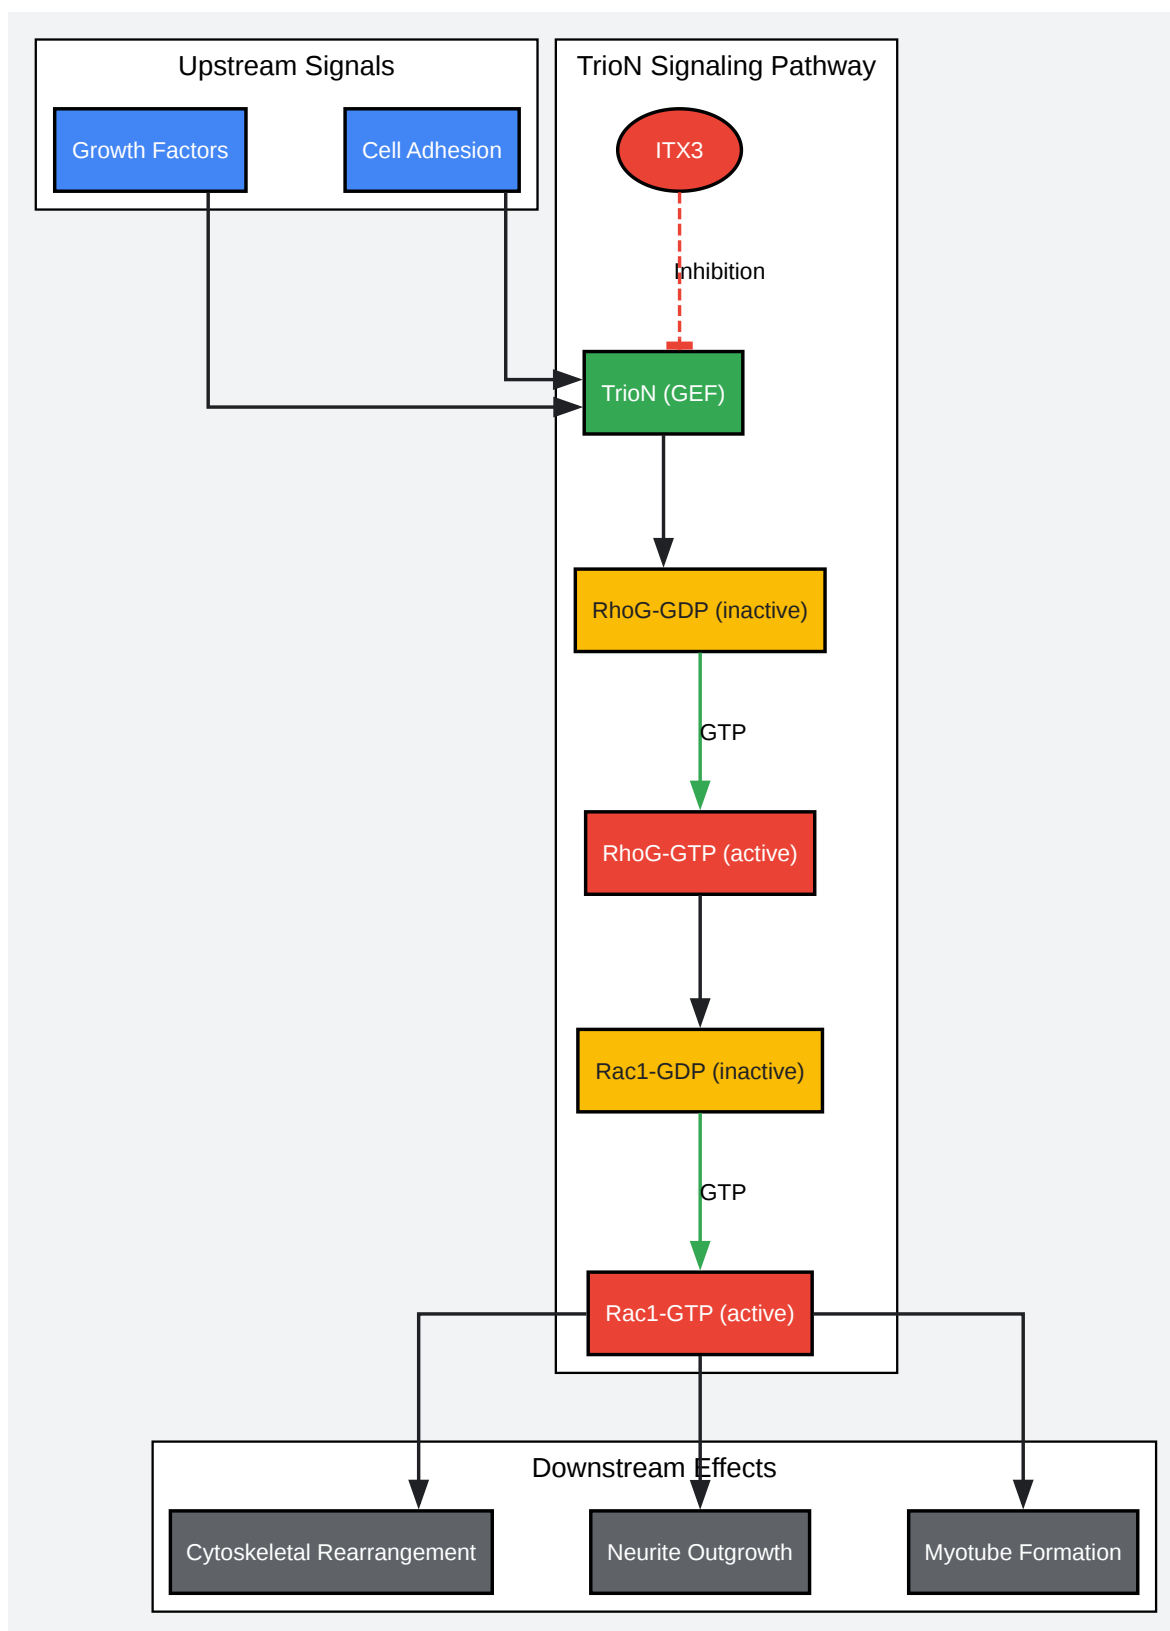 Upstream Signals
TrioN Signaling Pathway
Growth Factors
Cell Adhesion
ITX3
Inhibition
TrioN (GEF)
RhoG-GDP (inactive)
GTP
RhoG-GTP (active)
Rac1-GDP (inactive)
GTP
Rac1-GTP (active)
Downstream Effects
Cytoskeletal Rearrangement
Neurite Outgrowth
Myotube Formation